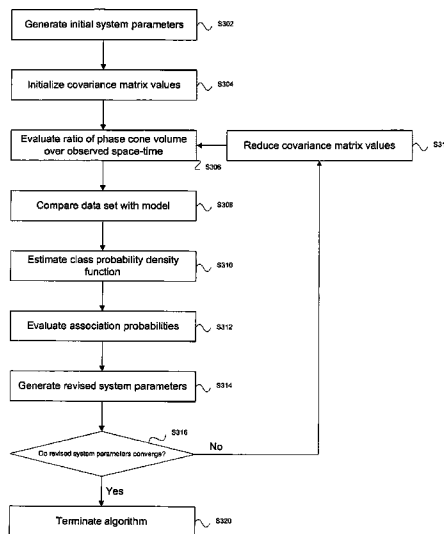 Generate initial system parameters
S302
Initialize covariance matrix values
S304
Evaluate ratio of phase cone volume
over observed space-time
S306
Reduce covariance matrix values
S31
Compare data set with model
S308
Estimate class probability density
function
S310
Evaluate association probabilities
S312
Generate revised system parameters
S314
Do revised system parameters converge?
S316
No
Yes
Terminate algorithm
S320